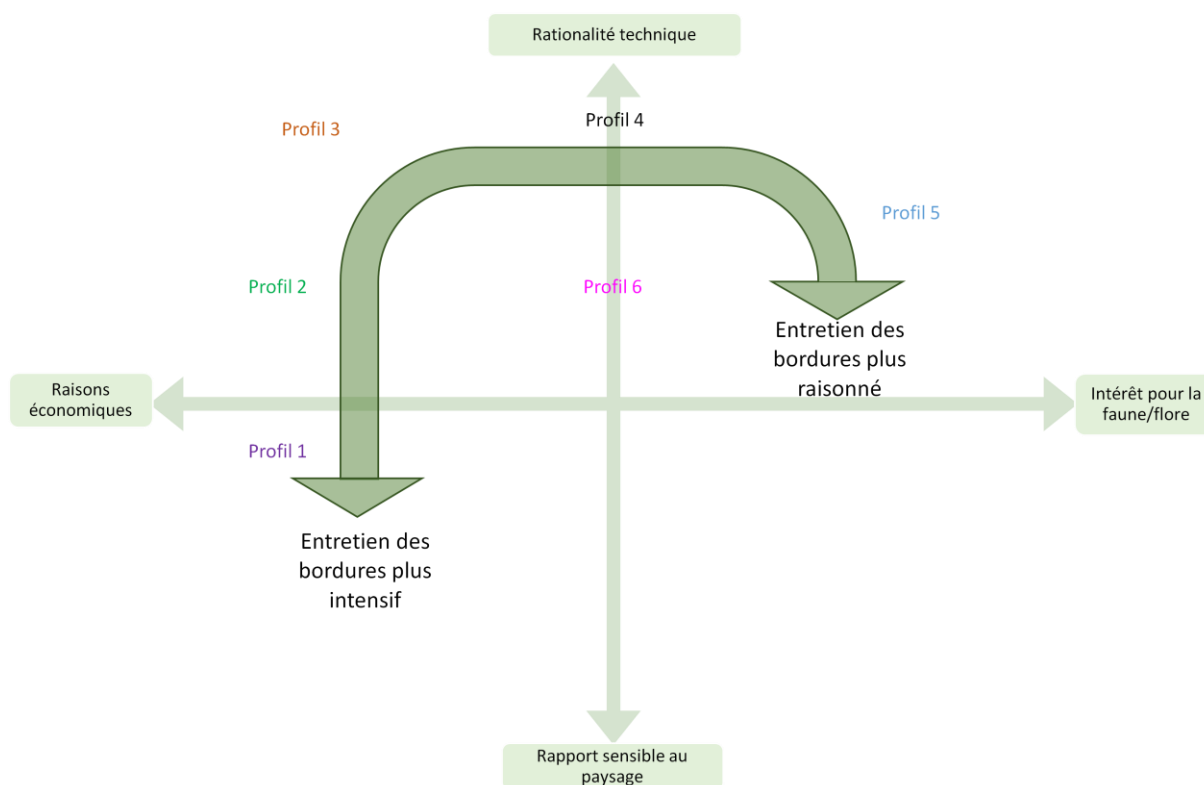 Rationalité technique
Profil 3
Profil 4
Profil 5
Profil 2
Profil 6
Entretien des
bordures plus
raisonné
Raisons
économiques
Intérêt pour la
faune/flore
Profil 1
Entretien des
bordures plus
intensif
Rapport sensible au
paysage